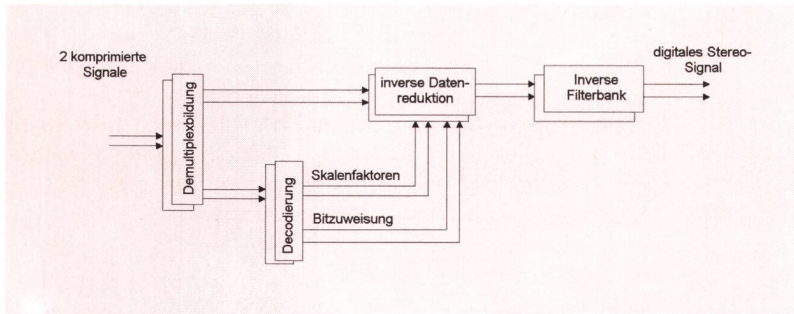 2 komprimierte
Signale
Demultiplexbildung
Decodierung
Skalenfaktoren
Bitzuweisung
inverse Daten-
reduktion
Inverse
Filterbank
digitales Stereo-
Signal